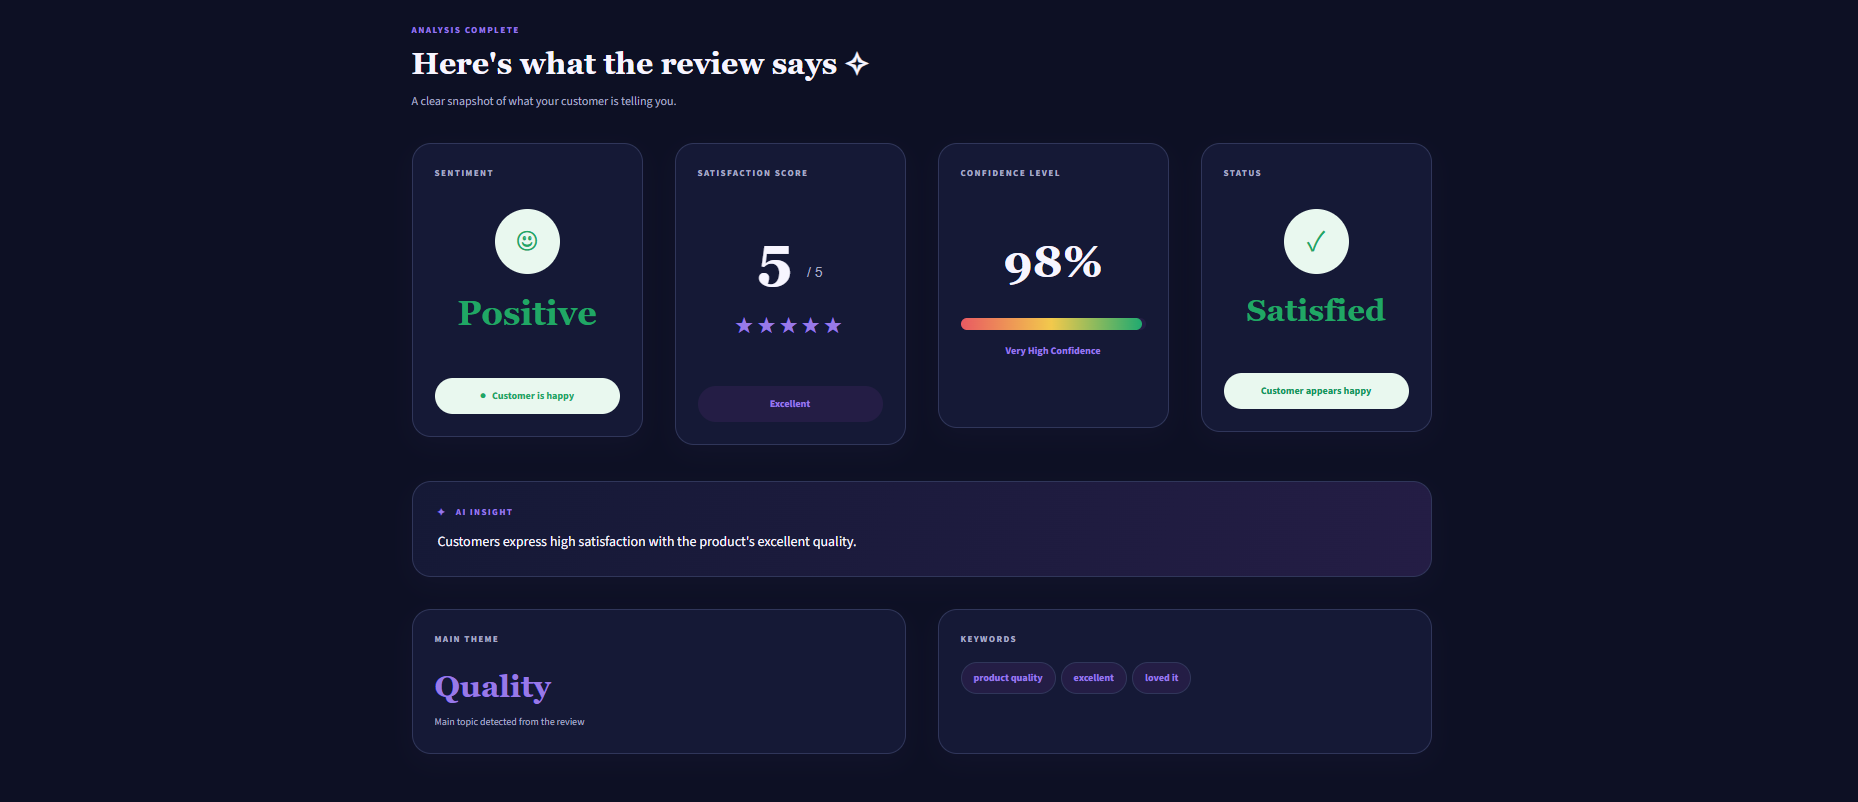 ANALYSIS COMPLETE
Here's what the review says ✧
A clear snapshot of what your customer is telling you.
SENTIMENT
Positive
Customer is happy
SATISFACTION SCORE
5 / 5
★★★★★
Excellent
CONFIDENCE LEVEL
98%
Very High Confidence
STATUS
✓
Satisfied
Customer appears happy
✦ AI INSIGHT
Customers express high satisfaction with the product's excellent quality.
MAIN THEME
Quality
Main topic detected from the review
KEYWORDS
product quality excellent loved it